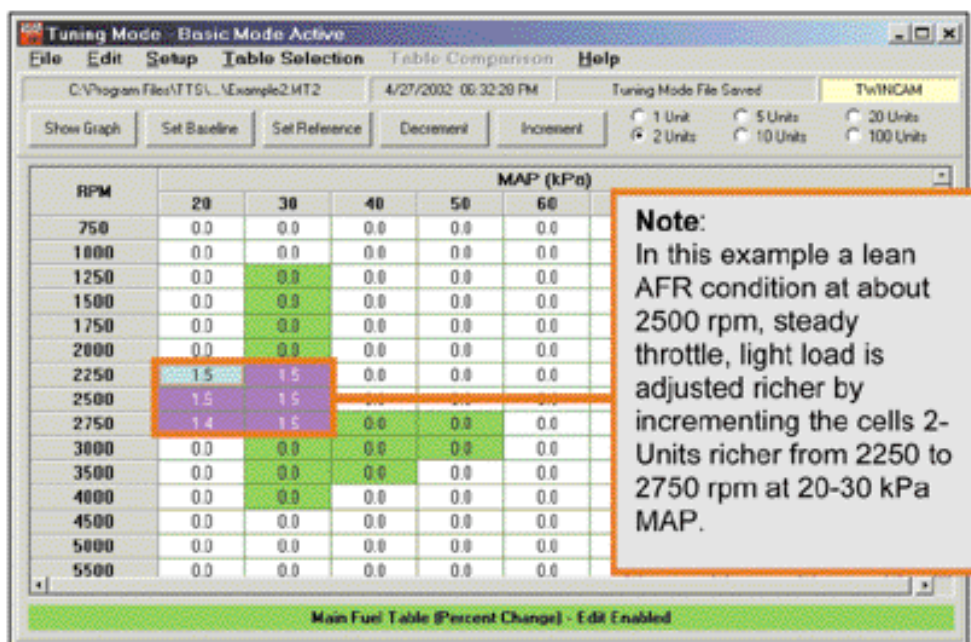 Tuning Mode Basic Mode Active
File Edit Setup Table Selection Table Comparison Help
C:\Program Files\TTS\...\Example2.MT2 4/27/2002 06:32:28 PM Tuning Mode File Saved TWINCAM
Show Graph Set Baseline Set Reference Decrement Increment 1 Unit 5 Units 20 Units
2 Units 10 Units 100 Units
RPM MAP (kPa)
20 30 40 50 60
750 0.0 0.0 0.0 0.0 0.0
1000 0.0 0.0 0.0 0.0 0.0
1250 0.0 0.0 0.0 0.0 0.0
1500 0.0 0.0 0.0 0.0 0.0
1750 0.0 0.0 0.0 0.0 0.0
2000 0.0 0.0 0.0 0.0 0.0
2250 1.5 1.5 0.0 0.0 0.0
2500 1.5 1.5
2750 1.4 1.5 0.0 0.0 0.0
3000 0.0 0.0 0.0 0.0 0.0
3500 0.0 0.0 0.0 0.0 0.0
4000 0.0 0.0 0.0 0.0 0.0
4500 0.0 0.0 0.0 0.0 0.0
5000 0.0 0.0 0.0 0.0 0.0
5500 0.0 0.0 0.0 0.0 0.0
Note:
In this example a lean
AFR condition at about
2500 rpm, steady
throttle, light load is
adjusted richer by
incrementing the cells 2-
Units richer from 2250 to
2750 rpm at 20-30 kPa
MAP.
Main Fuel Table (Percent Change) - Edit Enabled